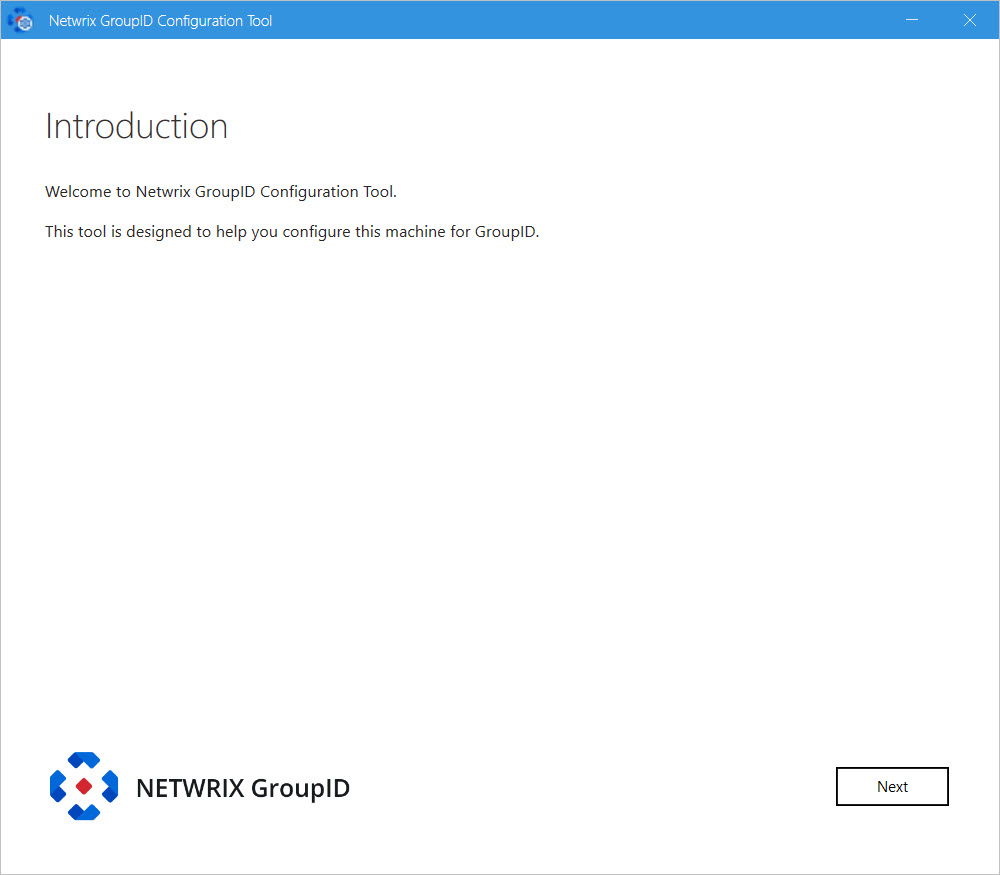 Netwrix GroupID Configuration Tool
Introduction
Welcome to Netwrix GroupID Configuration Tool.
This tool is designed to help you configure this machine for GroupID.
NETWRIX GroupID
Next